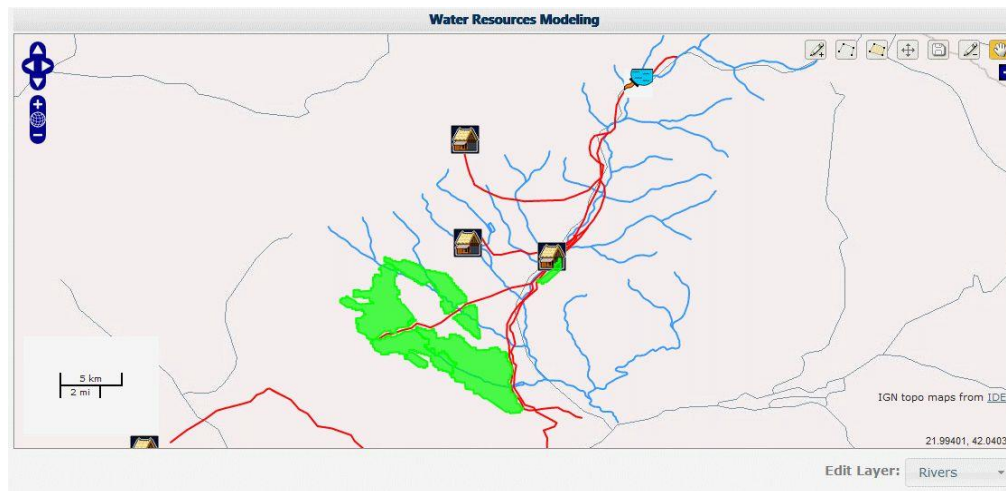 Water Resources Modeling
5 km
2 mi
IGN topo maps from IDE
21.99401, 42.0403
Edit Layer:
Rivers